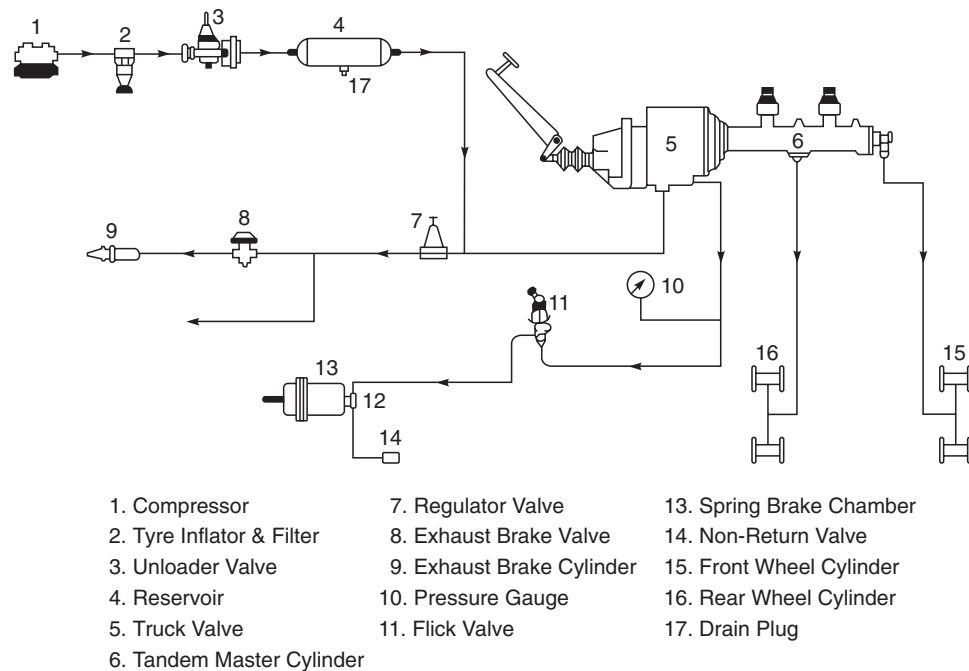 1
2
3
4
17
5
6
7
8
9
10
11
16
15
13
12
14
1. Compressor
2. Tyre Inflator & Filter
3. Unloader Valve
4. Reservoir
5. Truck Valve
6. Tandem Master Cylinder
7. Regulator Valve
8. Exhaust Brake Valve
9. Exhaust Brake Cylinder
10. Pressure Gauge
11. Flick Valve
13. Spring Brake Chamber
14. Non-Return Valve
15. Front Wheel Cylinder
16. Rear Wheel Cylinder
17. Drain Plug